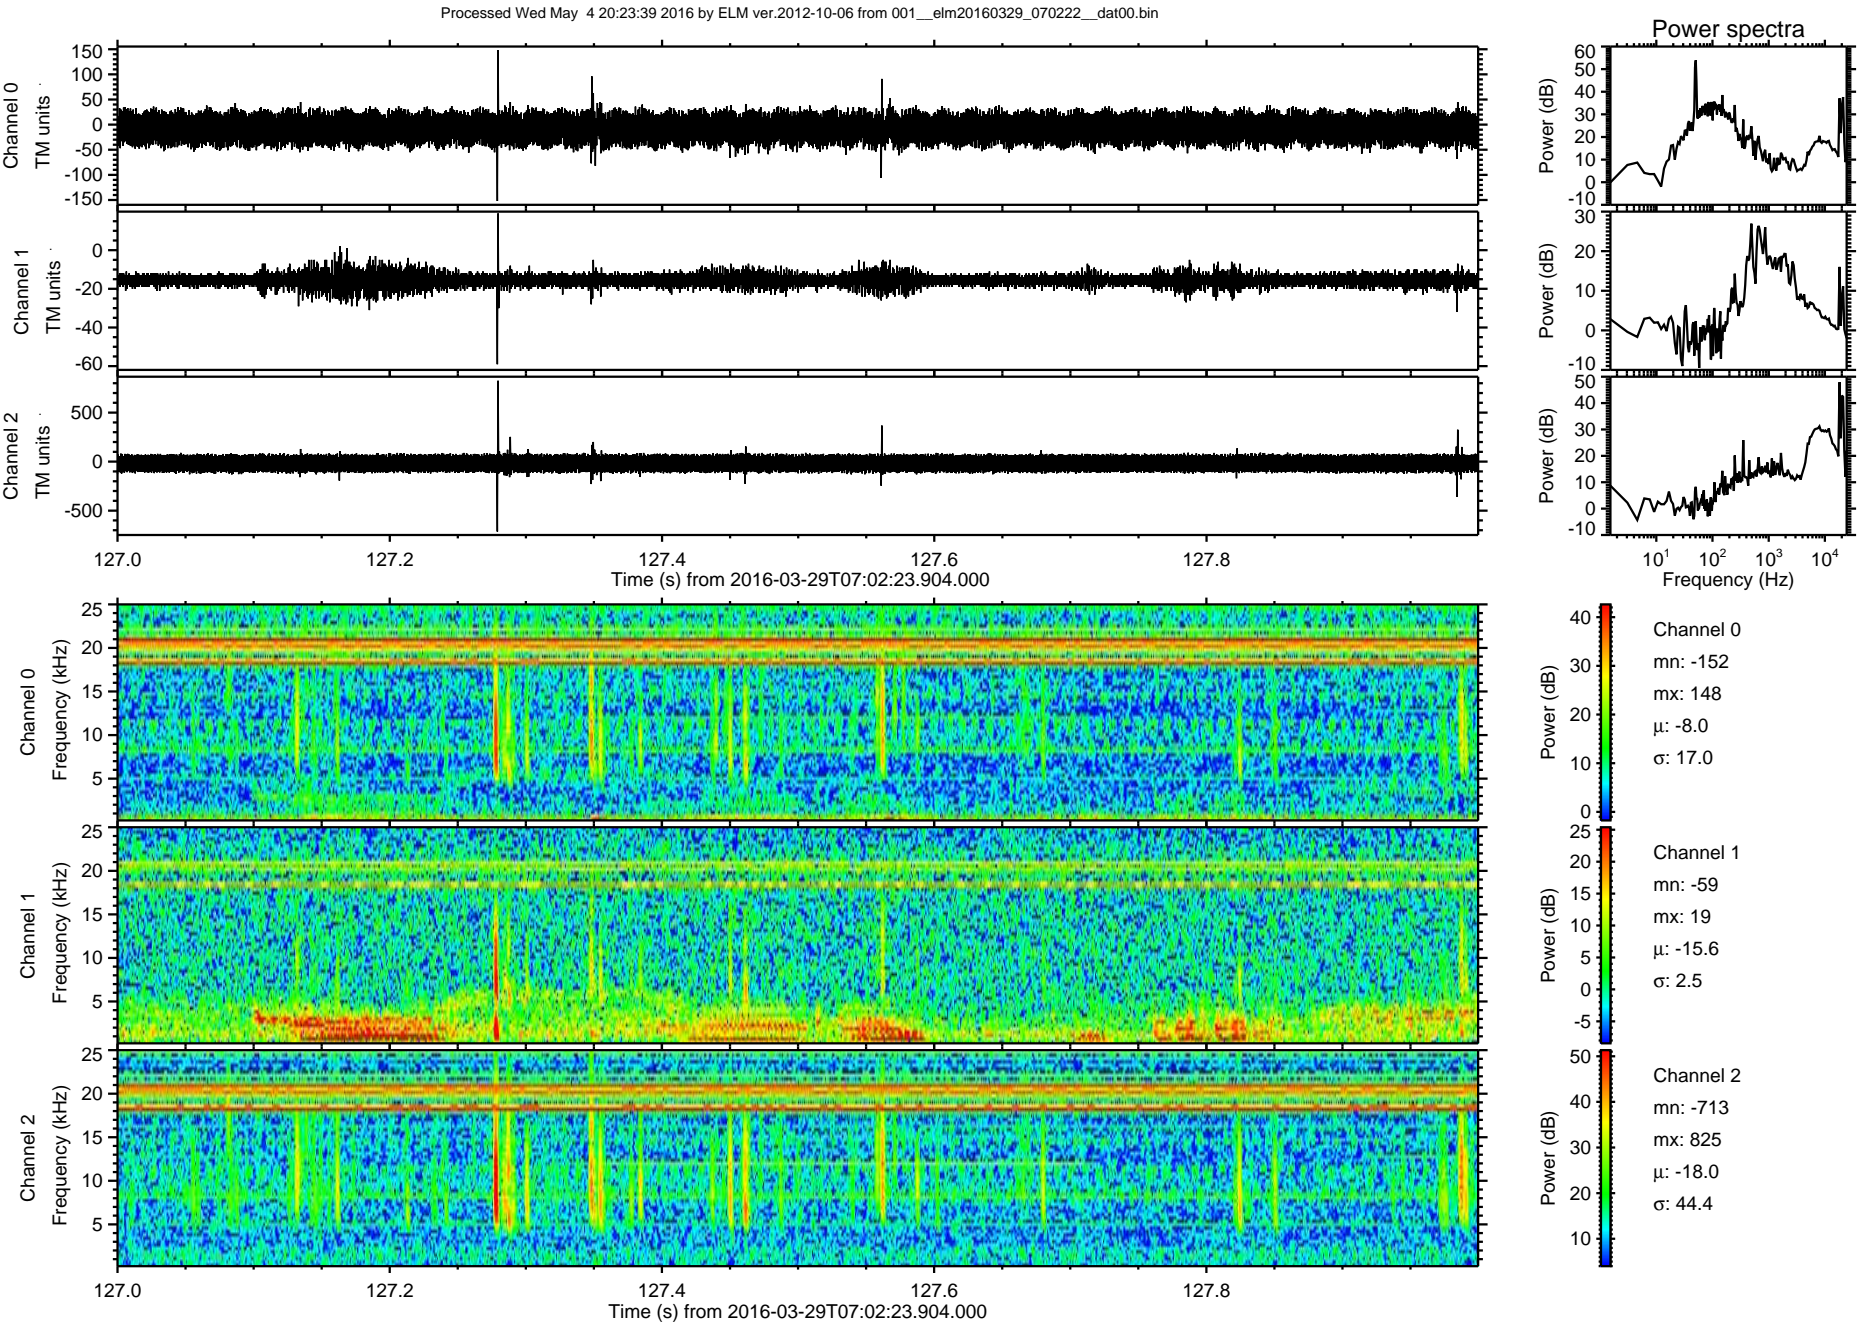 Processed Wed May  4 20:23:39 2016 by ELM ver.2012-10-06 from 001__elm20160329_070222__dat00.bin
Power spectra
Channel 0
TM units
150
100
50
0
-50
-100
-150
Power (dB)
60
50
40
30
20
10
0
-10
Channel 1
TM units
0
-20
-40
-60
Power (dB)
30
20
10
0
-10
Channel 2
TM units
500
0
-500
Power (dB)
50
40
30
20
10
0
-10
127.0 127.2 127.4 127.6 127.8
Time (s) from 2016-03-29T07:02:23.904.000
10¹ 10² 10³ 10⁴
Frequency (Hz)
Channel 0
Frequency (kHz)
25
20
15
10
5
Power (dB)
40
30
20
10
0
Channel 0
mn: -152
mx: 148
μ: -8.0
σ: 17.0
Channel 1
Frequency (kHz)
25
20
15
10
5
Power (dB)
25
20
15
10
5
0
-5
Channel 1
mn: -59
mx: 19
μ: -15.6
σ: 2.5
Channel 2
Frequency (kHz)
25
20
15
10
5
Power (dB)
50
40
30
20
10
Channel 2
mn: -713
mx: 825
μ: -18.0
σ: 44.4
127.0 127.2 127.4 127.6 127.8
Time (s) from 2016-03-29T07:02:23.904.000